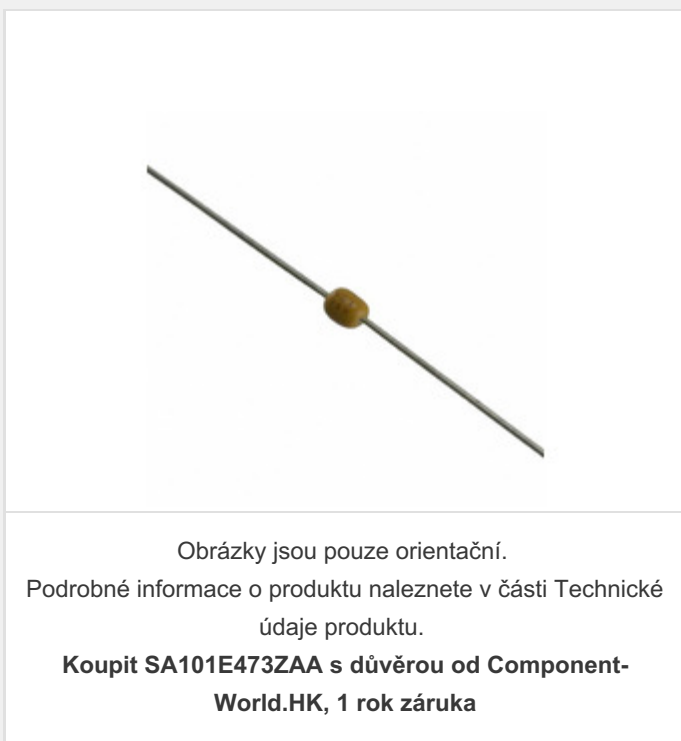 Obrázky jsou pouze orientační.
Podrobné informace o produktu naleznete v části Technické
údaje produktu.
Koupit SA101E473ZAA s důvěrou od Component-
World.HK, 1 rok záruka